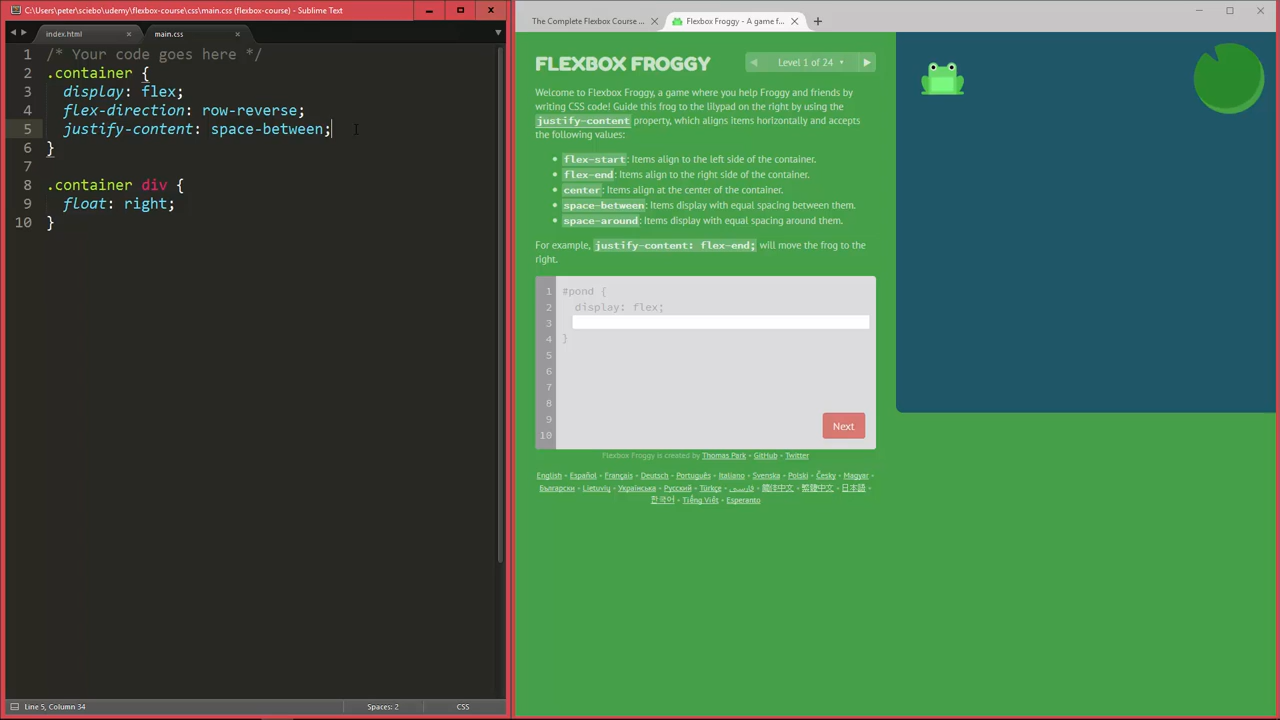 C:\Users\peter\sciebo\udemy\flexbox-course\css\main.css (flexbox-course) - Sublime Text
index.html
main.css
1 /* Your code goes here */
2 .container {
3 display: flex;
4 flex-direction: row-reverse;
5 justify-content: space-between;
6 }
7
8 .container div {
9 float: right;
10 }
Line 5, Column 34
Spaces: 2
CSS
The Complete Flexbox Course ...
Flexbox Froggy - A game f...
FLEXBOX FROGGY
Level 1 of 24
Welcome to Flexbox Froggy, a game where you help Froggy and friends by
writing CSS code! Guide this frog to the lilypad on the right by using the
justify-content property, which aligns items horizontally and accepts
the following values:
flex-start: Items align to the left side of the container.
flex-end: Items align to the right side of the container.
center: Items align at the center of the container.
space-between: Items display with equal spacing between them.
space-around: Items display with equal spacing around them.
For example, justify-content: flex-end; will move the frog to the
right.
1 #pond {
2 display: flex;
3
4 }
5
6
7
8
9
10
Next
Flexbox Froggy is created by Thomas Park • GitHub • Twitter
English • Español • Français • Deutsch • Português • Italiano • Svenska • Polski • Česky • Magyar •
Български • Lietuvių • Українська • Русский • Türkçe • فارسی • 简体中文 • 繁體中文 • 日本語 •
한국어 • Tiếng Việt • Esperanto